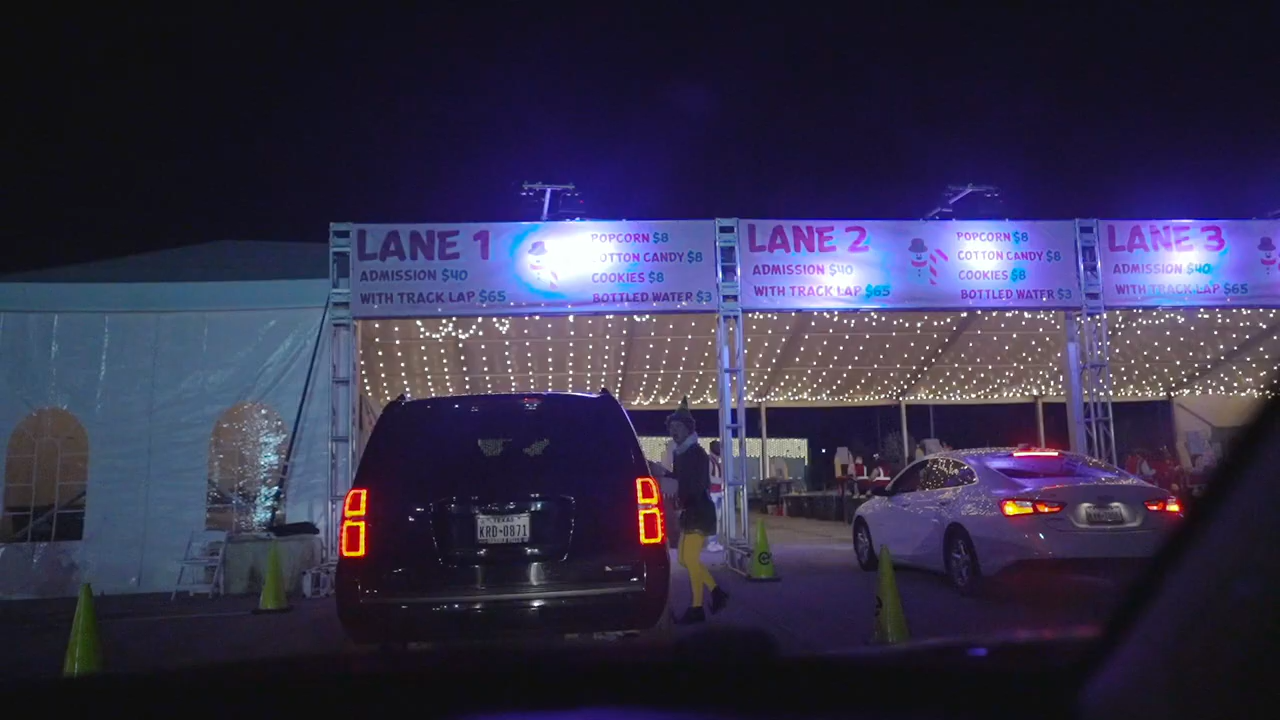 LANE 1
ADMISSION $40
WITH TRACK LAP $65
POPCORN $8
COTTON CANDY $8
COOKIES $8
BOTTLED WATER $3
LANE 2
ADMISSION $40
WITH TRACK LAP $65
POPCORN $8
COTTON CANDY $8
COOKIES $8
BOTTLED WATER $3
LANE 3
ADMISSION $40
WITH TRACK LAP $65
TEXAS
KRD•0871